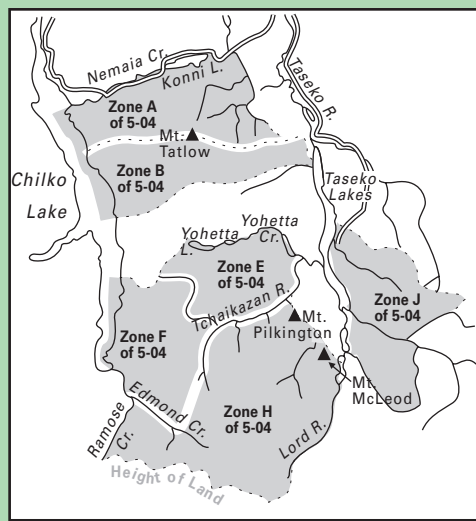 Nemaia Cr.
Konni L.
Taseko R.
Zone A
of 5-04
Mt.
Tatlow
Zone B
of 5-04
Chilko
Lake
Taseko
Lakes
Yohetta
L.
Yohetta
Cr.
Zone E
of 5-04
Zone J
of 5-04
Tchaikazan R.
Mt.
Pilkington
Zone F
of 5-04
Mt.
McLeod
Edmond Cr.
Ramose
Cr.
Zone H
of 5-04
Lord R.
Height of Land